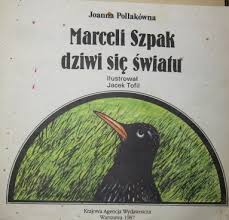 Joanna Pollakówna
Marceli Szpak
dziwi się światu
Ilustrował
Jacek Tofil
Krajowa Agencja Wydawnicza
Warszawa 1987